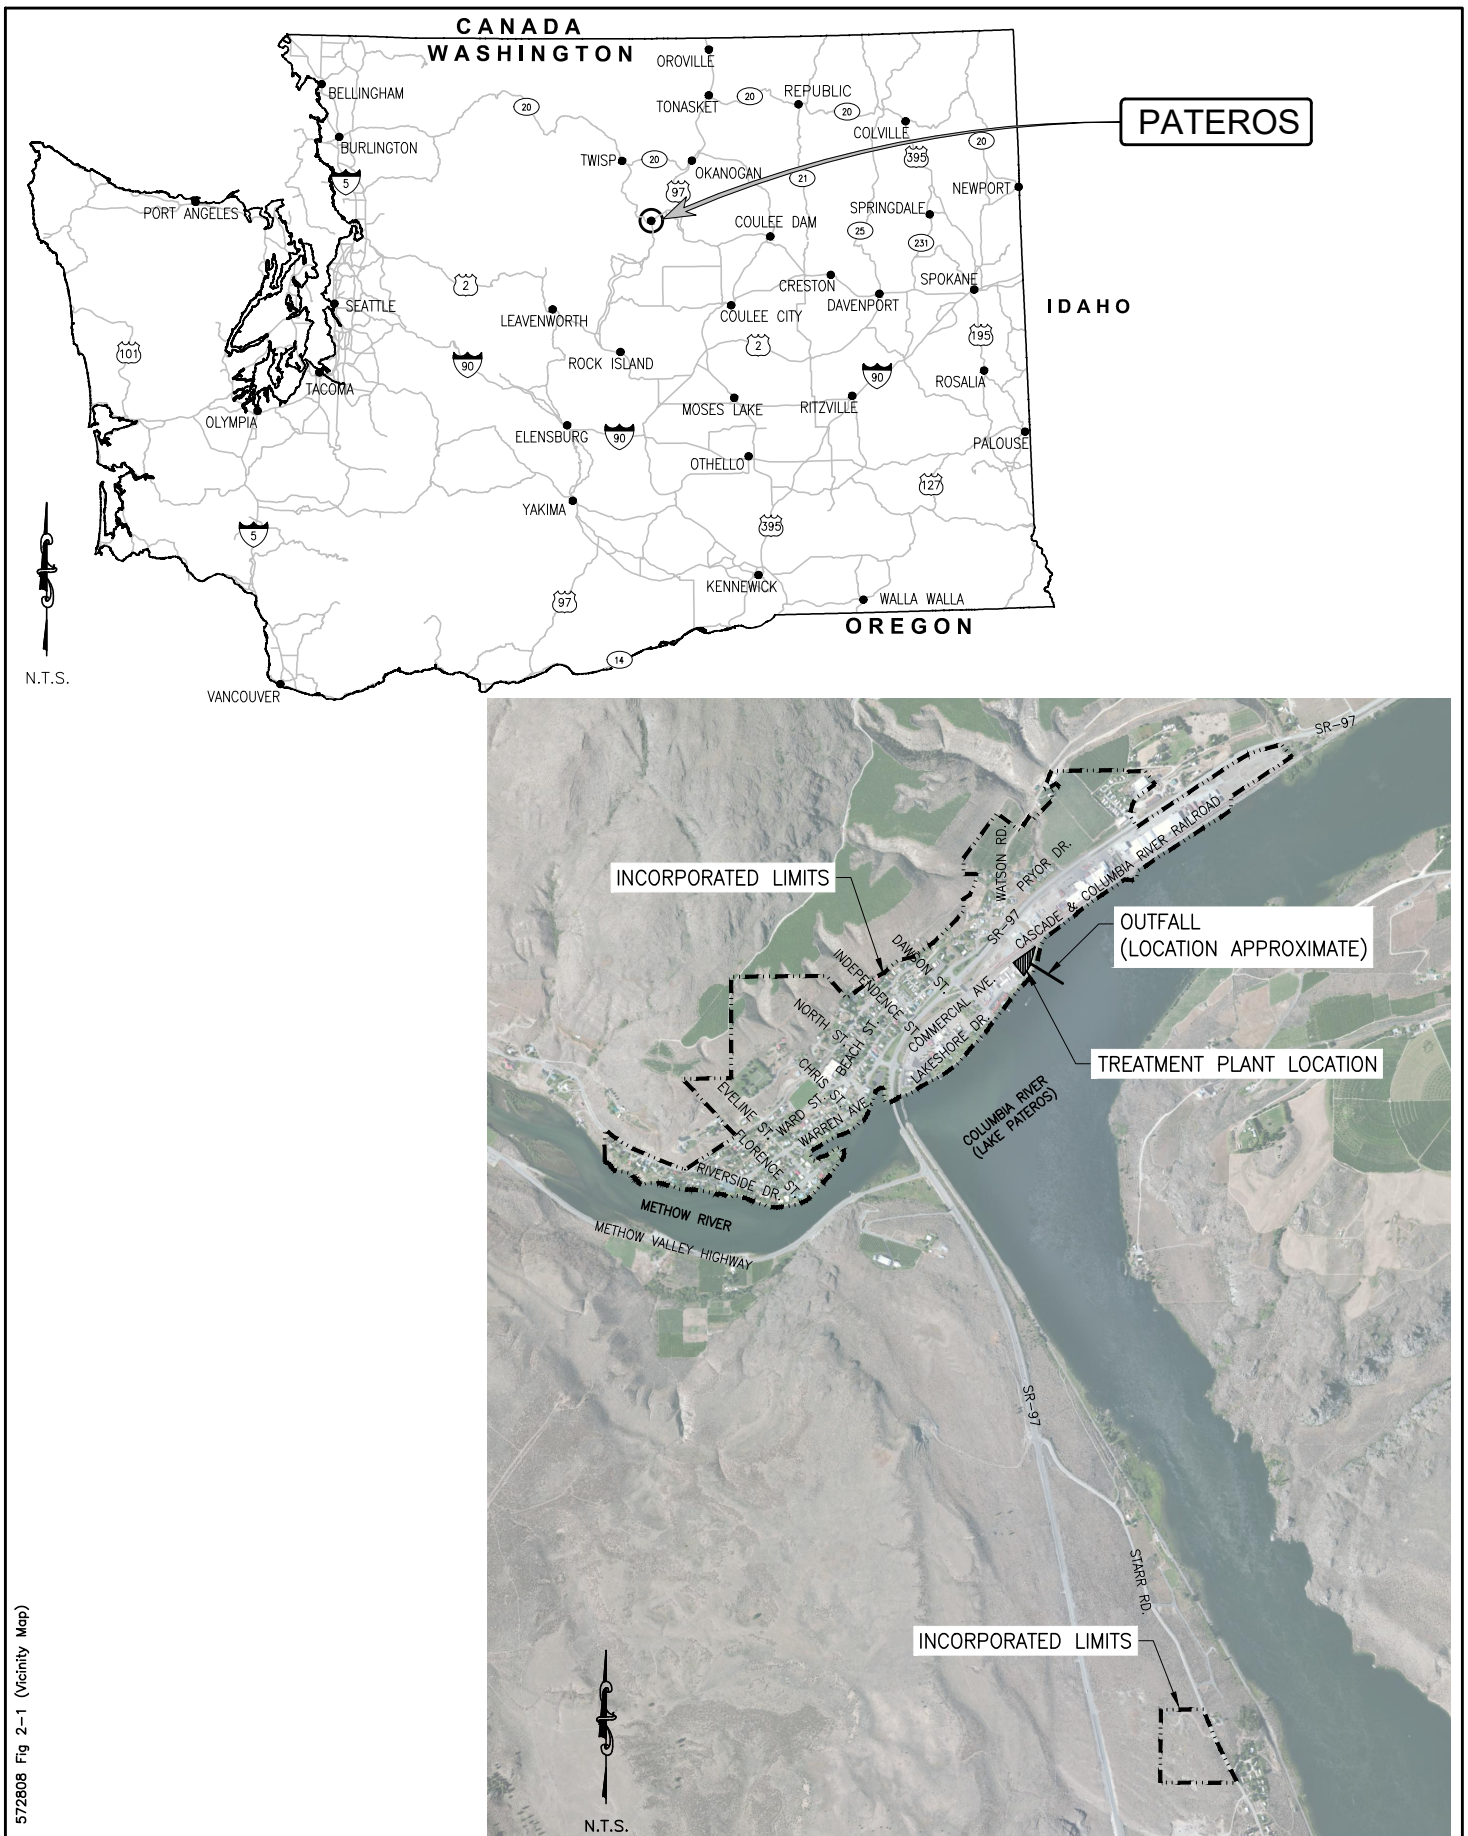 CANADA
WASHINGTON
OROVILLE
BELLINGHAM
TONASKET
20
20
REPUBLIC
20
COLVILLE
PATEROS
BURLINGTON
20
TWISP
20
OKANOGAN
395
5
97
21
NEWPORT
PORT ANGELES
SPRINGDALE
COULEE DAM
25
231
2
CRESTON
SPOKANE
SEATTLE
LEAVENWORTH
COULEE CITY
DAVENPORT
IDAHO
101
90
ROCK ISLAND
2
195
TACOMA
90
ROSALIA
OLYMPIA
MOSES LAKE
RITZVILLE
ELENSBURG
90
PALOUSE
OTHELLO
127
YAKIMA
395
5
KENNEWICK
97
WALLA WALLA
OREGON
14
N.T.S.
VANCOUVER
SR-97
INCORPORATED LIMITS
WATSON RD.
PRYOR DR.
CASCADE & COLUMBIA RIVER RAILROAD
SR-97
OUTFALL
(LOCATION APPROXIMATE)
DAWSON ST.
INDEPENDENCE ST.
COMMERCIAL AVE.
NORTH ST.
BEACH ST.
LAKESHORE DR.
TREATMENT PLANT LOCATION
CHRIS ST.
EVELINE ST.
WARD ST.
WARREN AVE.
FLORENCE ST.
COLUMBIA RIVER
(LAKE PATEROS)
RIVERSIDE DR.
METHOW RIVER
METHOW VALLEY HIGHWAY
SR-97
STARR RD.
INCORPORATED LIMITS
N.T.S.
572808 Fig 2-1 (Vicinity Map)